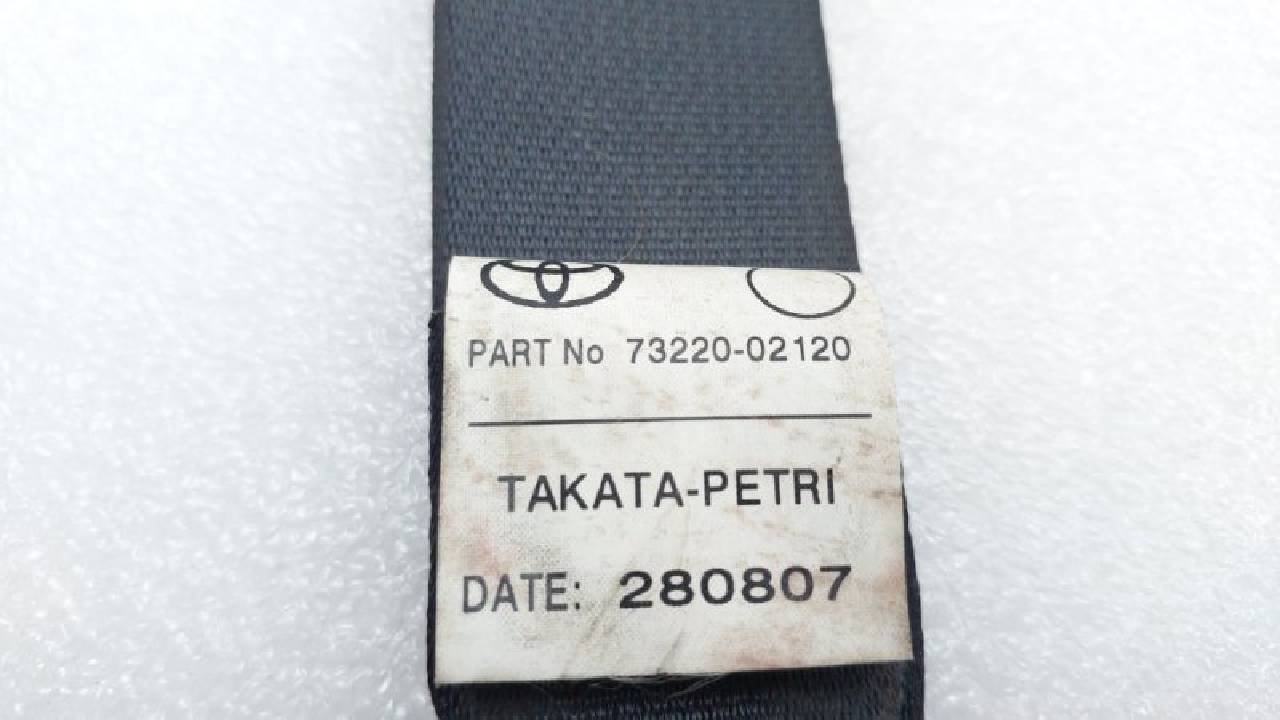 PART No 73220-02120
TAKATA-PETRI
DATE: 280807